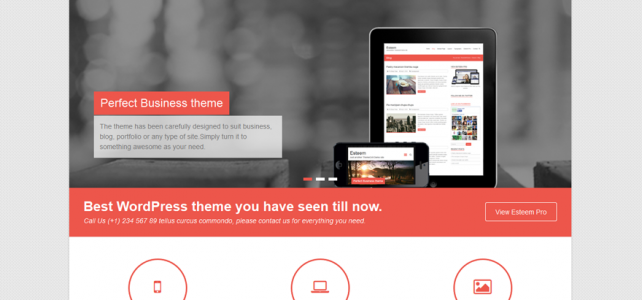 Perfect Business theme
The theme has been carefully designed to suit business,
blog, portfolio or any type of site.Simply turn it to
something awesome as your need.
Esteem
Esteem
Best WordPress theme you have seen till now.
Call Us (+1) 234 567 89 tellus curcus commondo, please contact us for everything you need.
View Esteem Pro